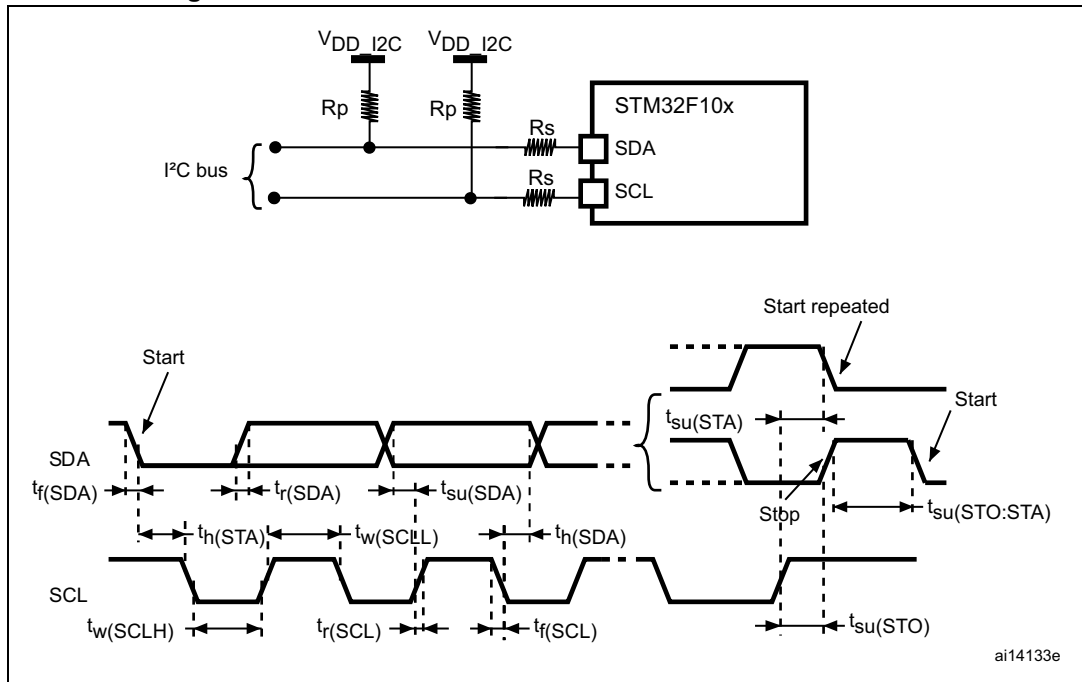 VDD_I2C VDD_I2C
Rp Rp
STM32F10x
Rs
SDA
I²C bus
Rs
SCL
Start repeated
Start
Start
tsu(STA)
SDA
tf(SDA) tr(SDA) tsu(SDA)
Stop
tsu(STO:STA)
th(STA) tw(SCLL) th(SDA)
SCL
tw(SCLH) tr(SCL) tf(SCL) tsu(STO)
ai14133e